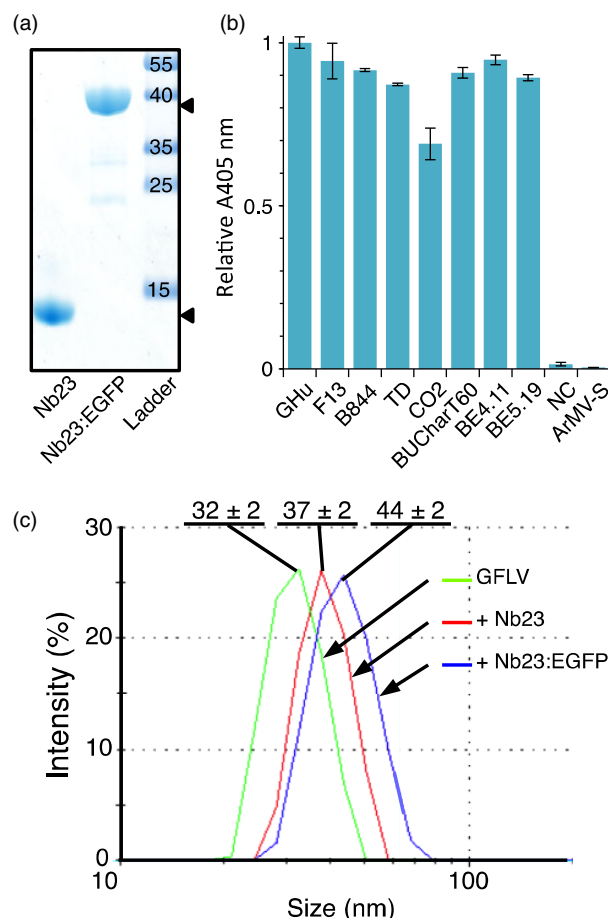 (a)
55
40
35
25
15
Nb23
Nb23:EGFP
Ladder
(b)
Relative A405 nm
1
0.5
0
GHu
F13
B844
TD
CO2
BUCharT60
BE4.11
BE5.19
NC
ArMV-S
(c)
32 ± 2 37 ± 2 44 ± 2
Intensity (%)
30
20
10
0
GFLV
+ Nb23
+ Nb23:EGFP
10 100
Size (nm)